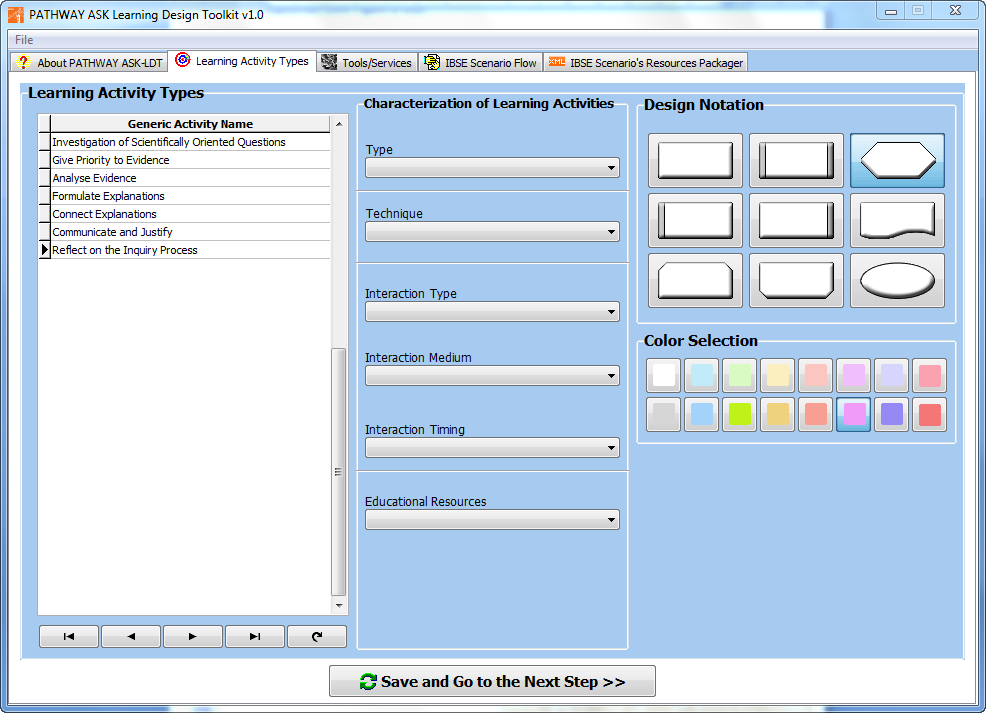 PATHWAY ASK Learning Design Toolkit v1.0
File
About PATHWAY ASK-LDT
Learning Activity Types
Tools/Services
IBSE Scenario Flow
XML
IBSE Scenario's Resources Packager
Learning Activity Types
Generic Activity Name
Investigation of Scientifically Oriented Questions
Give Priority to Evidence
Analyse Evidence
Formulate Explanations
Connect Explanations
Communicate and Justify
Reflect on the Inquiry Process
Characterization of Learning Activities
Type
Technique
Interaction Type
Interaction Medium
Interaction Timing
Educational Resources
Design Notation
Color Selection
Save and Go to the Next Step >>